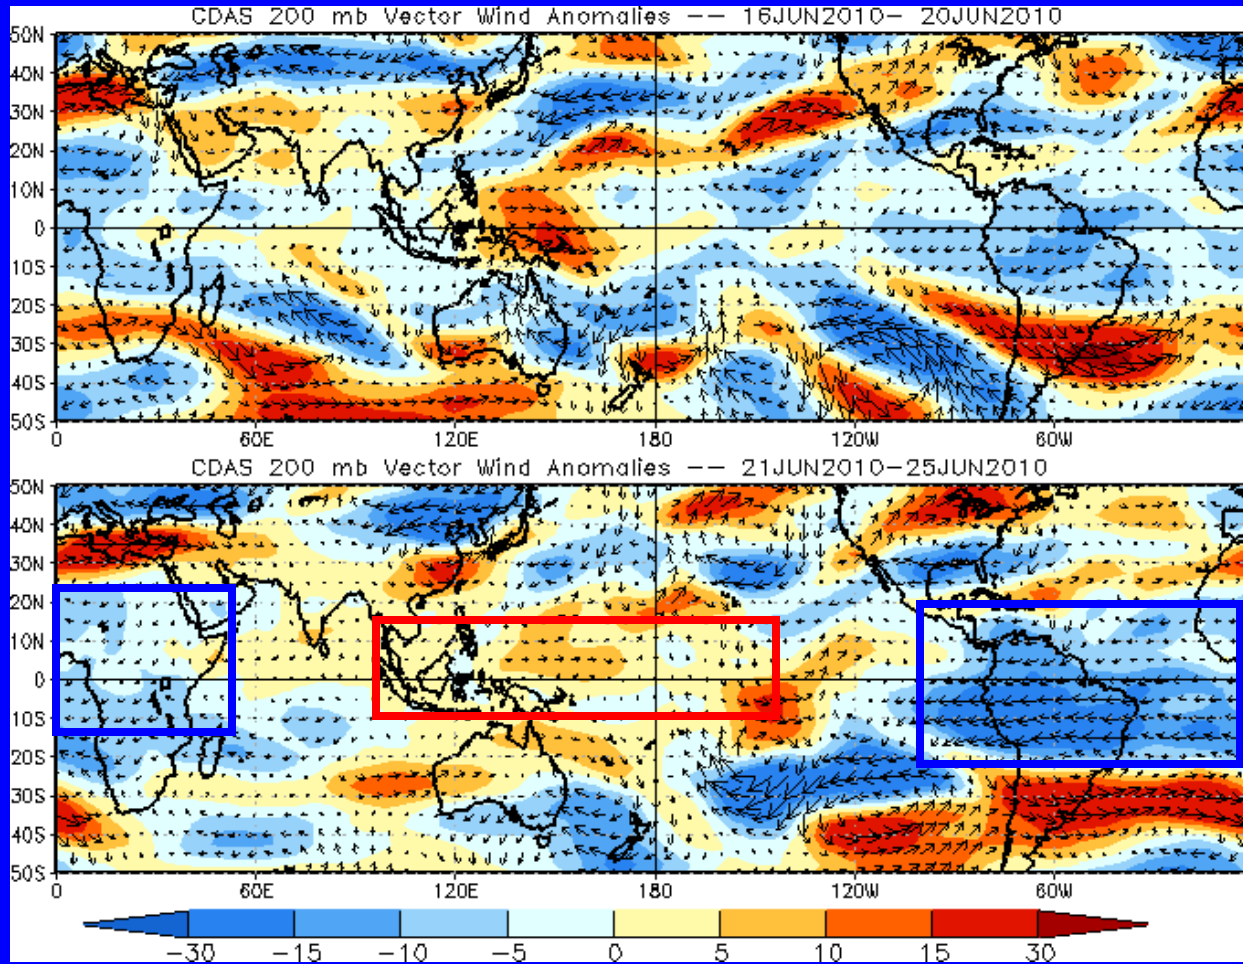 CDAS 200 mb Vector Wind Anomalies -- 16JUN2010- 20JUN2010
50N
40N
30N
20N
10N
0
10S
20S
30S
40S
50S
0 60E 120E 180 120W 60W
CDAS 200 mb Vector Wind Anomalies -- 21JUN2010-25JUN2010
50N
40N
30N
20N
10N
0
10S
20S
30S
40S
50S
0 60E 120E 180 120W 60W
-30 -15 -10 -5 0 5 10 15 30